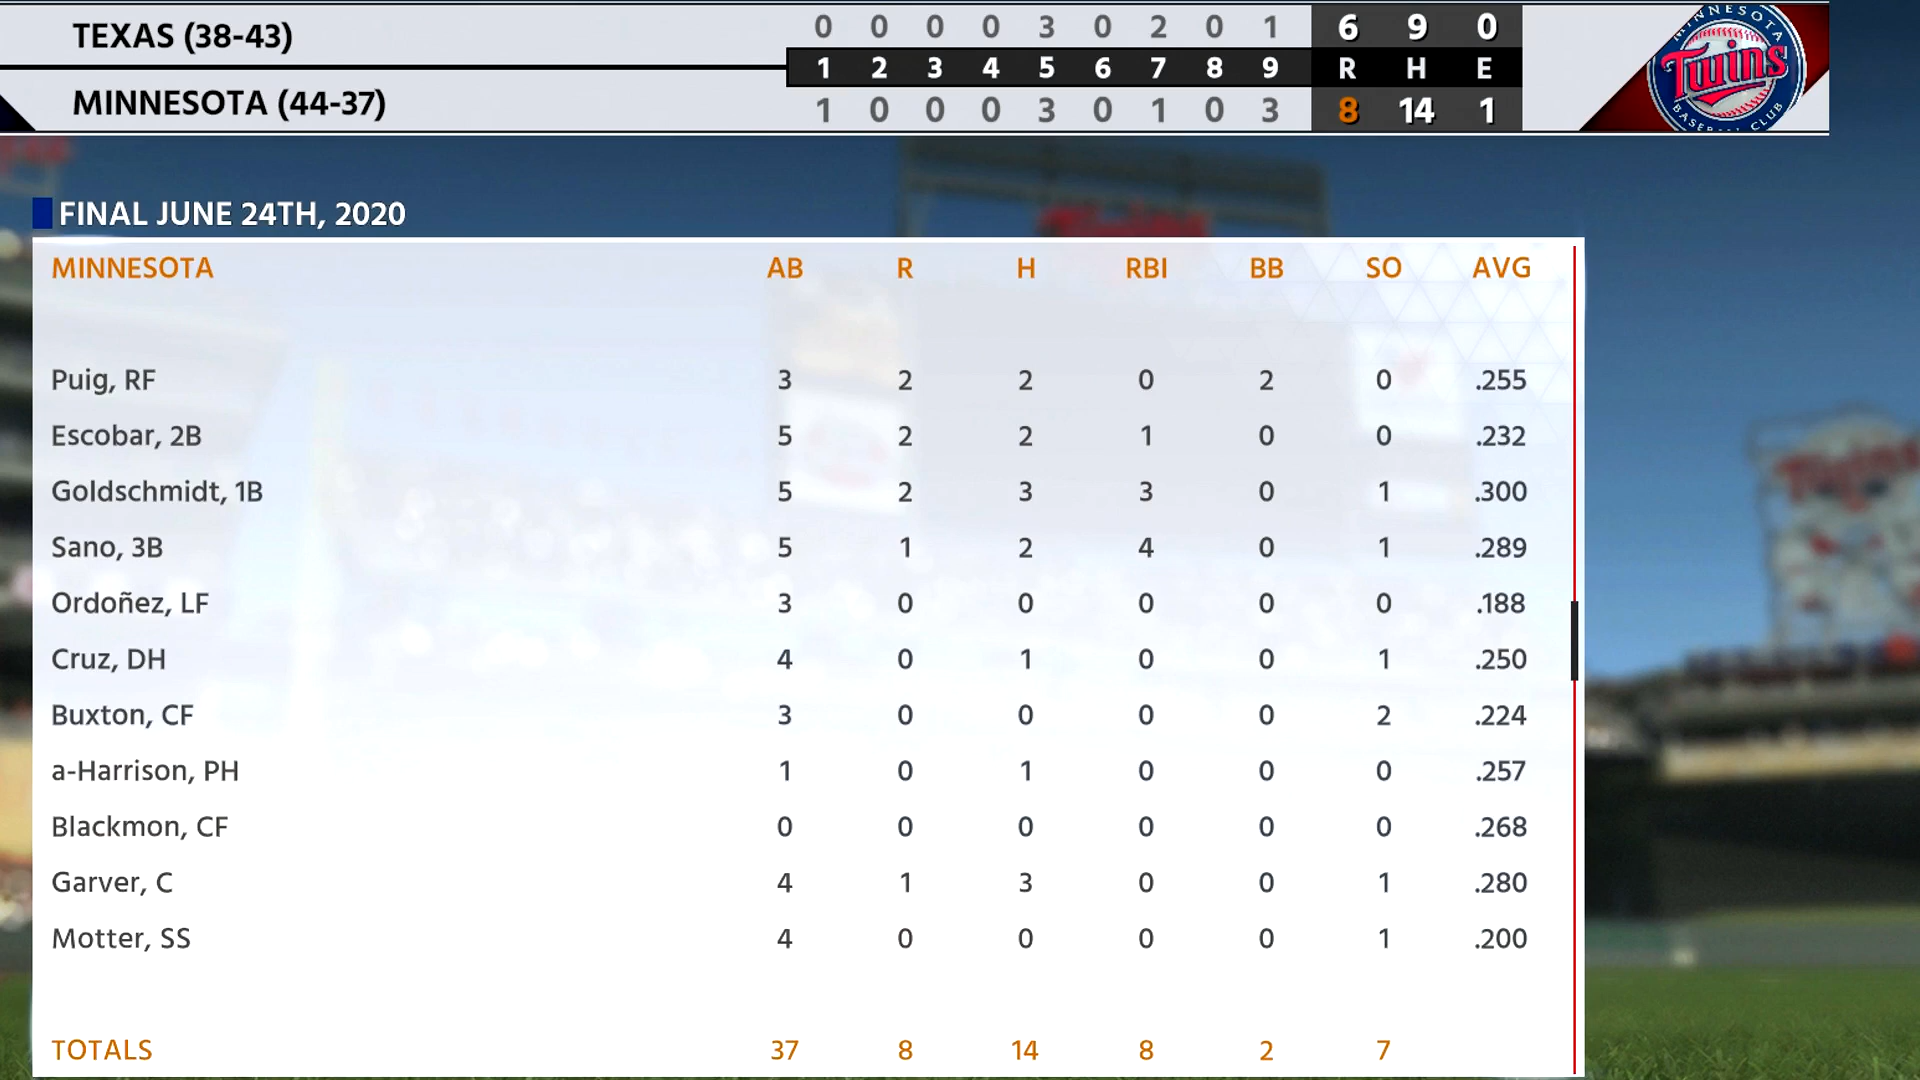 TEXAS (38-43) 0 0 0 0 3 0 2 0 1 6 9 0
1 2 3 4 5 6 7 8 9 R H E
MINNESOTA (44-37) 1 0 0 0 3 0 1 0 3 8 14 1
MINNESOTA
Twins
BASEBALL CLUB
FINAL JUNE 24TH, 2020
MINNESOTA AB R H RBI BB SO AVG
Puig, RF 3 2 2 0 2 0 .255
Escobar, 2B 5 2 2 1 0 0 .232
Goldschmidt, 1B 5 2 3 3 0 1 .300
Sano, 3B 5 1 2 4 0 1 .289
Ordoñez, LF 3 0 0 0 0 0 .188
Cruz, DH 4 0 1 0 0 1 .250
Buxton, CF 3 0 0 0 0 2 .224
a-Harrison, PH 1 0 1 0 0 0 .257
Blackmon, CF 0 0 0 0 0 0 .268
Garver, C 4 1 3 0 0 1 .280
Motter, SS 4 0 0 0 0 1 .200
TOTALS 37 8 14 8 2 7
Twins
Twins